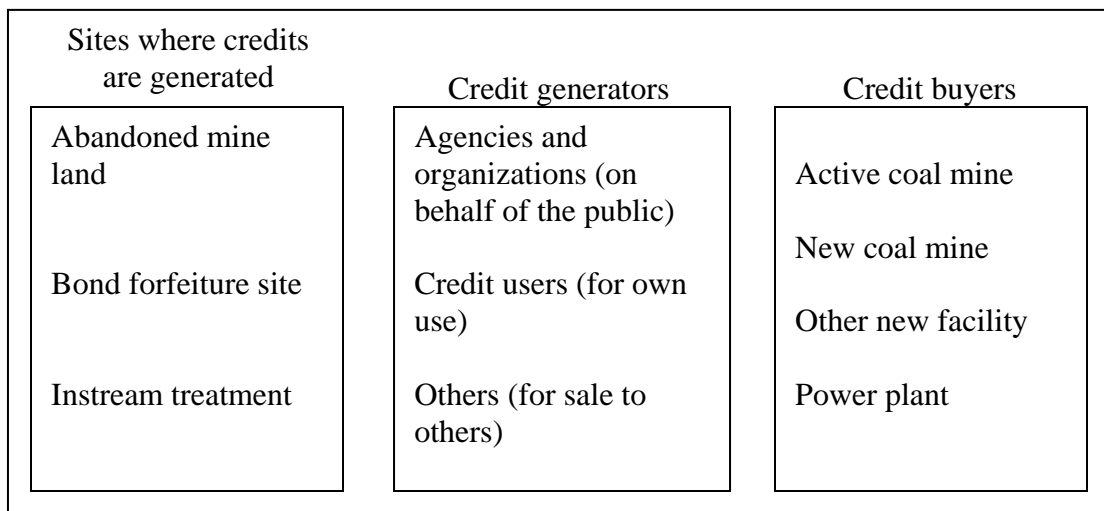 Sites where credits
are generated
Abandoned mine
land
Bond forfeiture site
Instream treatment
Credit generators
Agencies and
organizations (on
behalf of the public)
Credit users (for own
use)
Others (for sale to
others)
Credit buyers
Active coal mine
New coal mine
Other new facility
Power plant